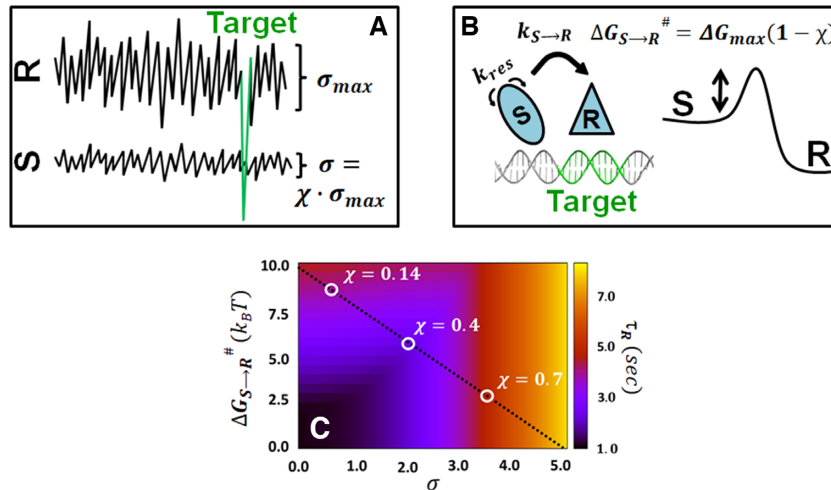 Target
A
R
σmax
S
σ =
χ · σmax
B
kS→R ΔGS→R# = ΔGmax(1 − χ)
kres
S
R
Target
S
R
ΔGS→R# (kBT)
10.0
7.5
5.0
2.5
0.0
χ = 0.14
χ = 0.4
χ = 0.7
C
0.0 1.0 2.0 3.0 4.0 5.0
σ
7.0
5.0
3.0
1.0
τR (sec)